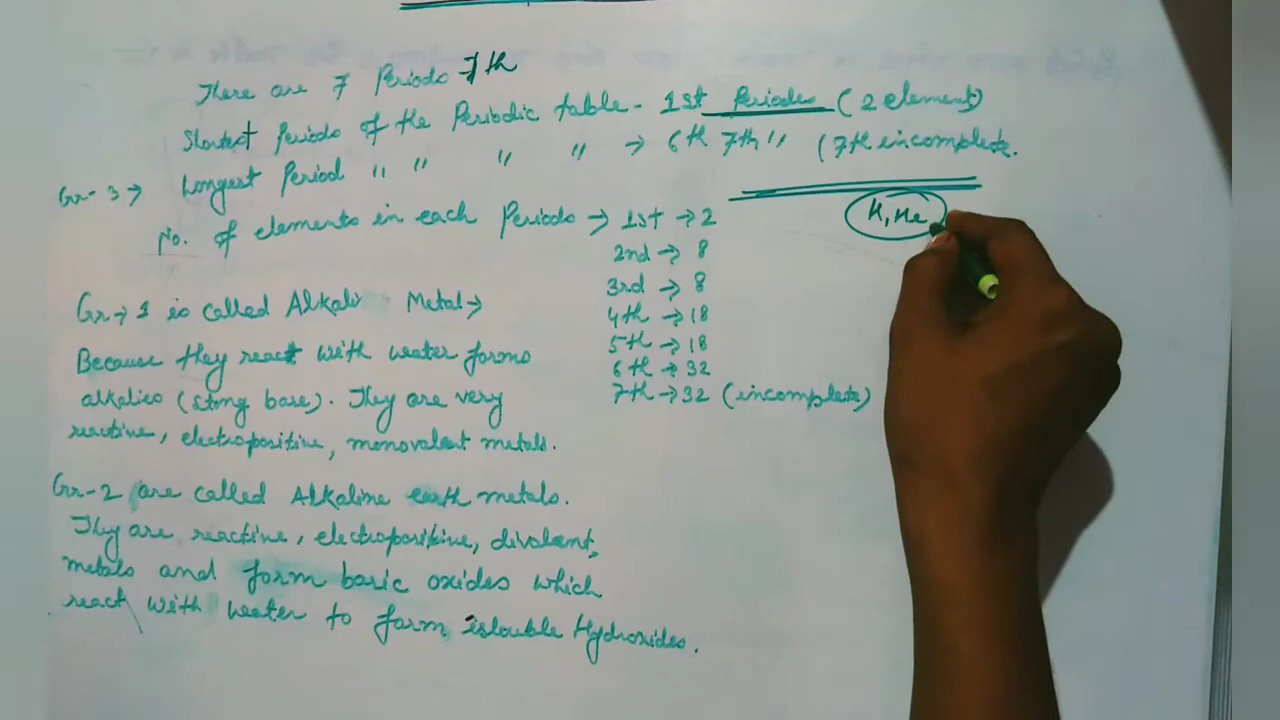 There are 7 Periods 7th
Shortest Periods of the Periodic table - 1st Periodes (2 element)
Longest Period " " " " → 6th 7th " (7th incomplete.
Gr-3→
No. of elements in each Periods → 1st → 2
H, He
2nd → 8
3rd → 8
4th → 18
5th → 18
6th → 32
7th → 32 (incomplete)
Gr→1 is called Alkali Metal→
Because they react with water forms
alkalies (strong base). They are very
reactive, electropositive, monovalent metals.
Gr-2 are called Alkaline earth metals.
They are reactive, electropositive, divalent,
metals and form basic oxides which
react with water to form islouble Hydroxides.